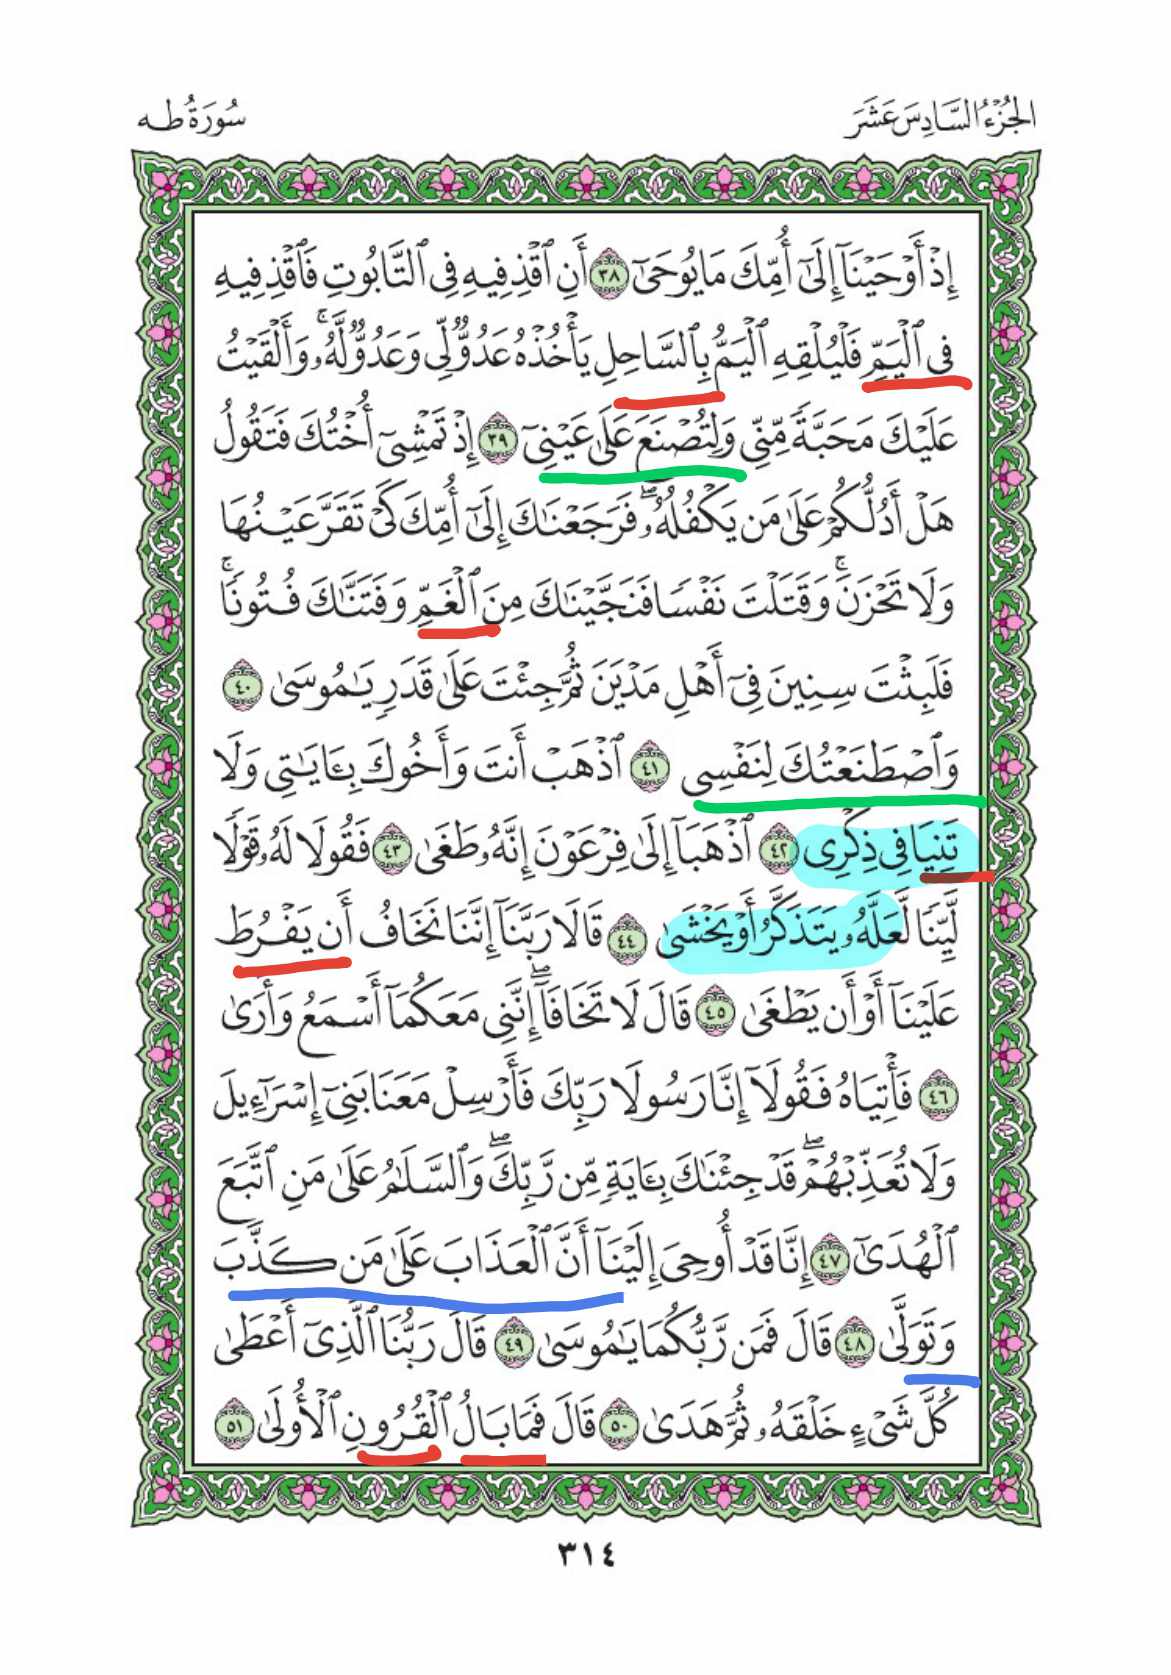 الجُزْءُ السَّادِسَ عَشَرَ
سُورَةُ طه
إِذْ أَوْحَيْنَآ إِلَىٰٓ أُمِّكَ مَا يُوحَىٰٓ ٣٨ أَنِ ٱقْذِفِيهِ فِى ٱلتَّابُوتِ فَٱقْذِفِيهِ
فِى ٱلْيَمِّ فَلْيُلْقِهِ ٱلْيَمُّ بِٱلسَّاحِلِ يَأْخُذْهُ عَدُوٌّ لِّى وَعَدُوٌّ لَّهُۥ ۚ وَأَلْقَيْتُ
عَلَيْكَ مَحَبَّةً مِّنِّى وَلِتُصْنَعَ عَلَىٰ عَيْنِىٓ ٣٩ إِذْ تَمْشِىٓ أُخْتُكَ فَتَقُولُ
هَلْ أَدُلُّكُمْ عَلَىٰ مَن يَكْفُلُهُۥ ۖ فَرَجَعْنَٰكَ إِلَىٰٓ أُمِّكَ كَىْ تَقَرَّ عَيْنُهَا
وَلَا تَحْزَنَ ۚ وَقَتَلْتَ نَفْسًا فَنَجَّيْنَٰكَ مِنَ ٱلْغَمِّ وَفَتَنَّٰكَ فُتُونًا ۚ
فَلَبِثْتَ سِنِينَ فِىٓ أَهْلِ مَدْيَنَ ثُمَّ جِئْتَ عَلَىٰ قَدَرٍ يَٰمُوسَىٰ ٤٠
وَٱصْطَنَعْتُكَ لِنَفْسِى ٤١ ٱذْهَبْ أَنتَ وَأَخُوكَ بِـَٔايَٰتِى وَلَا
تَنِيَا فِى ذِكْرِى ٤٢ ٱذْهَبَآ إِلَىٰ فِرْعَوْنَ إِنَّهُۥ طَغَىٰ ٤٣ فَقُولَا لَهُۥ قَوْلًا
لَّيِّنًا لَّعَلَّهُۥ يَتَذَكَّرُ أَوْ يَخْشَىٰ ٤٤ قَالَا رَبَّنَآ إِنَّنَا نَخَافُ أَن يَفْرُطَ
عَلَيْنَآ أَوْ أَن يَطْغَىٰ ٤٥ قَالَ لَا تَخَافَآ ۖ إِنَّنِى مَعَكُمَآ أَسْمَعُ وَأَرَىٰ
٤٦ فَأْتِيَاهُ فَقُولَآ إِنَّا رَسُولَا رَبِّكَ فَأَرْسِلْ مَعَنَا بَنِىٓ إِسْرَٰٓءِيلَ
وَلَا تُعَذِّبْهُمْ ۖ قَدْ جِئْنَٰكَ بِـَٔايَةٍ مِّن رَّبِّكَ ۖ وَٱلسَّلَٰمُ عَلَىٰ مَنِ ٱتَّبَعَ
ٱلْهُدَىٰٓ ٤٧ إِنَّا قَدْ أُوحِىَ إِلَيْنَآ أَنَّ ٱلْعَذَابَ عَلَىٰ مَن كَذَّبَ
وَتَوَلَّىٰ ٤٨ قَالَ فَمَن رَّبُّكُمَا يَٰمُوسَىٰ ٤٩ قَالَ رَبُّنَا ٱلَّذِىٓ أَعْطَىٰ
كُلَّ شَىْءٍ خَلْقَهُۥ ثُمَّ هَدَىٰ ٥٠ قَالَ فَمَا بَالُ ٱلْقُرُونِ ٱلْأُولَىٰ ٥١
٣١٤